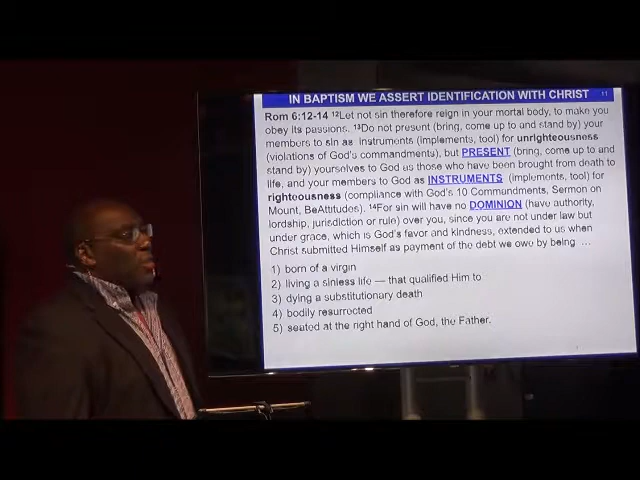 IN BAPTISM WE ASSERT IDENTIFICATION WITH CHRIST 11
Rom 6:12-14 ¹²Let not sin therefore reign in your mortal body, to make you
obey its passions. ¹³Do not present (bring, come up to and stand by) your
members to sin as instruments (implements, tool) for unrighteousness
(violations of God's commandments), but PRESENT (bring, come up to and
stand by) yourselves to God as those who have been brought from death to
life, and your members to God as INSTRUMENTS (implements, tool) for
righteousness (compliance with God's 10 Commandments, Sermon on
Mount, BeAttitudes). ¹⁴For sin will have no DOMINION (have authority,
lordship, jurisdiction or rule) over you, since you are not under law but
under grace, which is God's favor and kindness, extended to us when
Christ submitted Himself as payment of the debt we owe by being ...
1) born of a virgin
2) living a sinless life — that qualified Him to
3) dying a substitutionary death
4) bodily resurrected
5) seated at the right hand of God, the Father.